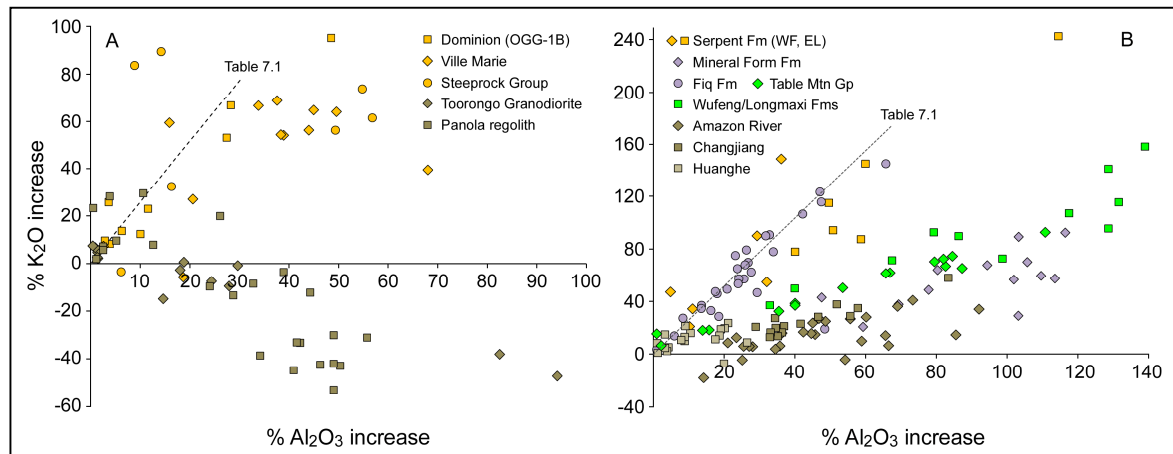 A
% K2O increase
100
80
60
40
20
0
-20
-40
-60
10 20 30 40 50 60 70 80 90 100
% Al2O3 increase
Table 7.1
Dominion (OGG-1B)
Ville Marie
Steeprock Group
Toorongo Granodiorite
Panola regolith
B
240
200
160
120
80
40
0
-40
20 40 60 80 100 120 140
% Al2O3 increase
Table 7.1
Serpent Fm (WF, EL)
Mineral Form Fm
Fiq Fm Table Mtn Gp
Wufeng/Longmaxi Fms
Amazon River
Changjiang
Huanghe